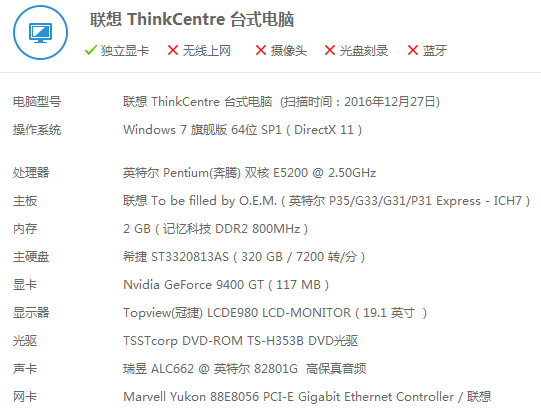 联想 ThinkCentre 台式电脑
独立显卡 无线上网 摄像头 光盘刻录 蓝牙
电脑型号 联想 ThinkCentre 台式电脑 (扫描时间：2016年12月27日)
操作系统 Windows 7 旗舰版 64位 SP1 ( DirectX 11 )
处理器 英特尔 Pentium(奔腾) 双核 E5200 @ 2.50GHz
主板 联想 To be filled by O.E.M. ( 英特尔 P35/G33/G31/P31 Express - ICH7 )
内存 2 GB ( 记忆科技 DDR2 800MHz )
主硬盘 希捷 ST3320813AS ( 320 GB / 7200 转/分 )
显卡 Nvidia GeForce 9400 GT ( 117 MB )
显示器 Topview(冠捷) LCDE980 LCD-MONITOR ( 19.1 英寸 )
光驱 TSSTcorp DVD-ROM TS-H353B DVD光驱
声卡 瑞昱 ALC662 @ 英特尔 82801G 高保真音频
网卡 Marvell Yukon 88E8056 PCI-E Gigabit Ethernet Controller / 联想